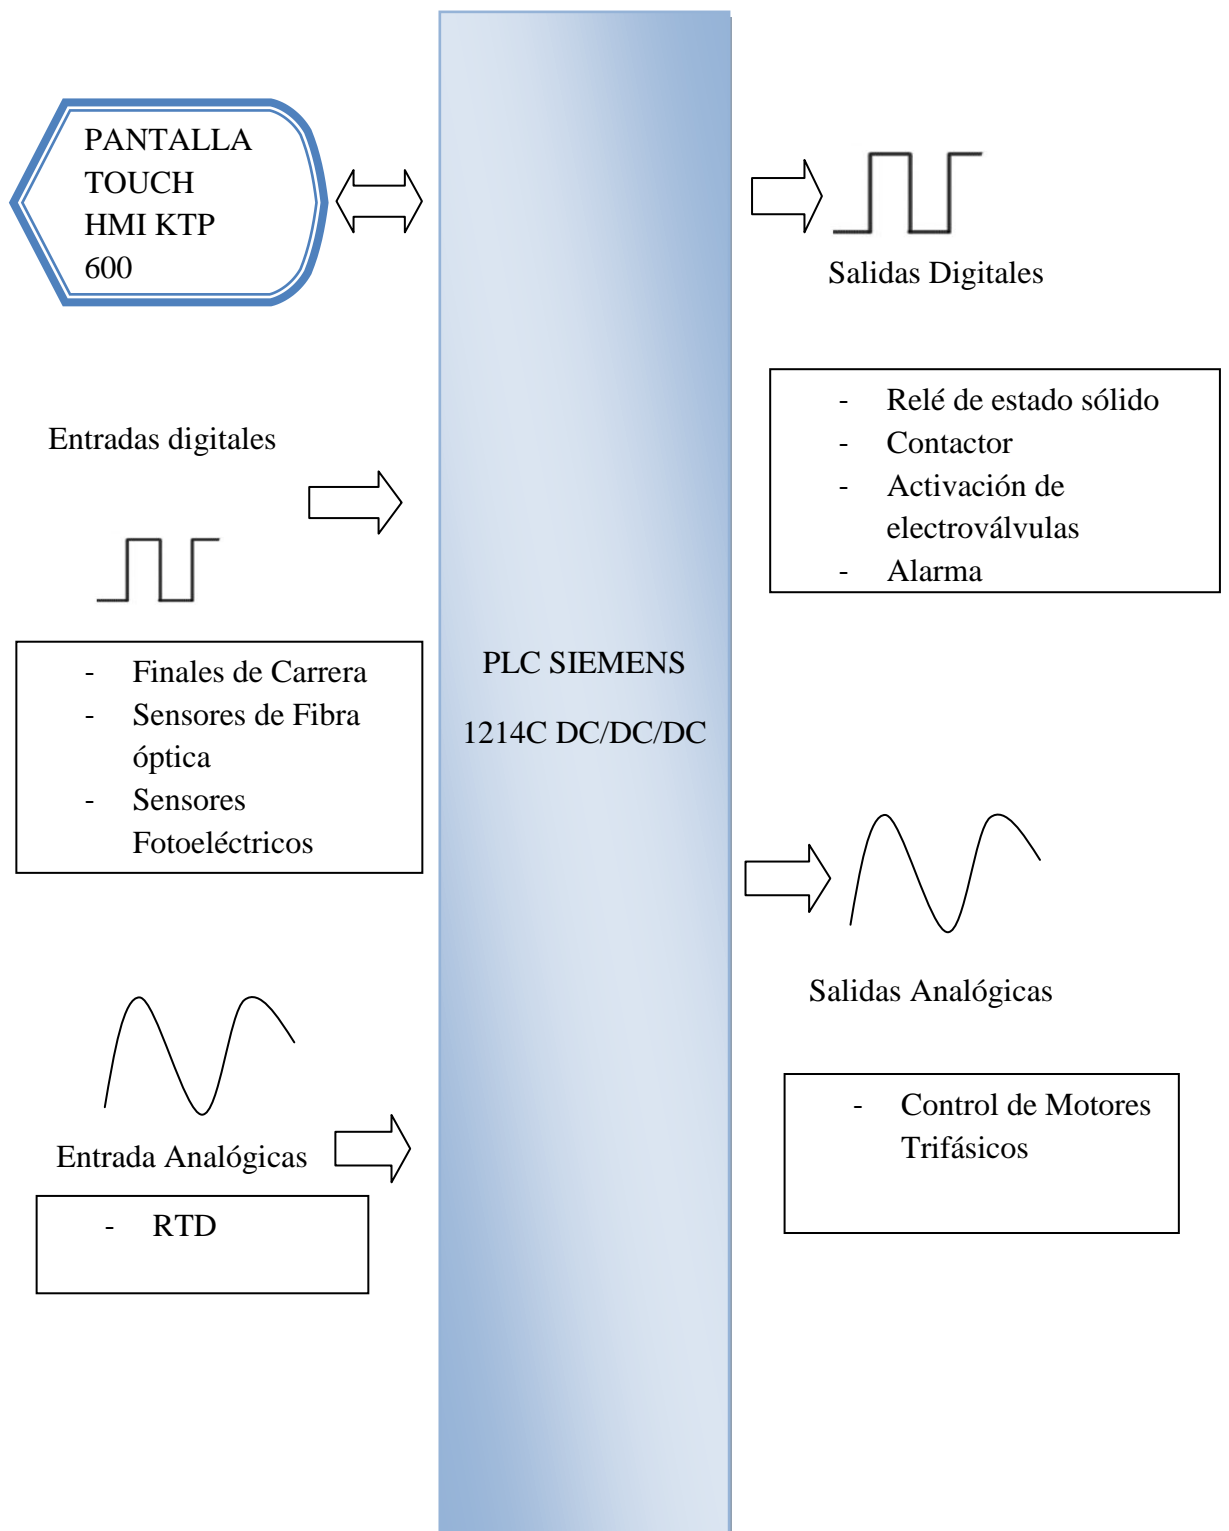 PANTALLA
TOUCH
HMI KTP
600
Entradas digitales
- Finales de Carrera
- Sensores de Fibra
óptica
- Sensores
Fotoeléctricos
Entrada Analógicas
- RTD
PLC SIEMENS
1214C DC/DC/DC
Salidas Digitales
- Relé de estado sólido
- Contactor
- Activación de
electroválvulas
- Alarma
Salidas Analógicas
- Control de Motores
Trifásicos